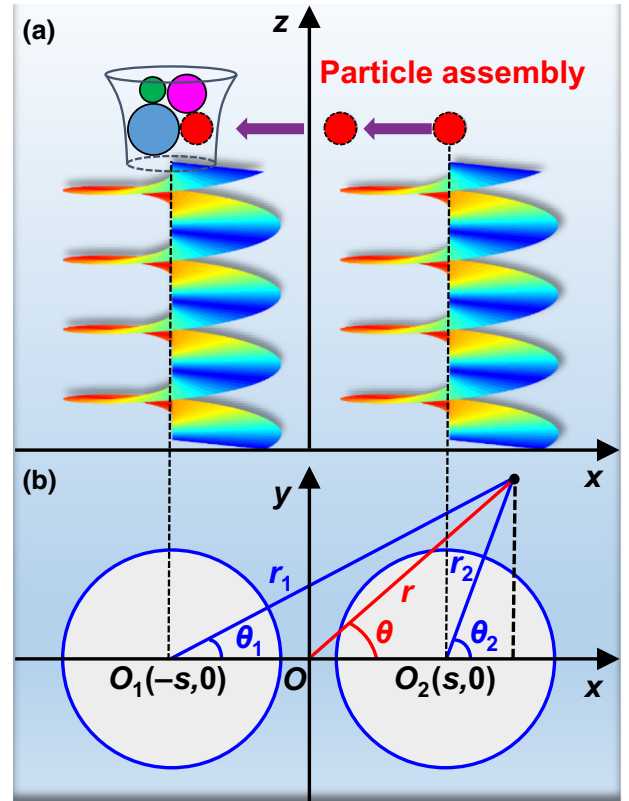 (a)
z
Particle assembly
x
(b)
y
r₁
r
r₂
θ₁
θ
θ₂
O₁(−s,0)
O
O₂(s,0)
x